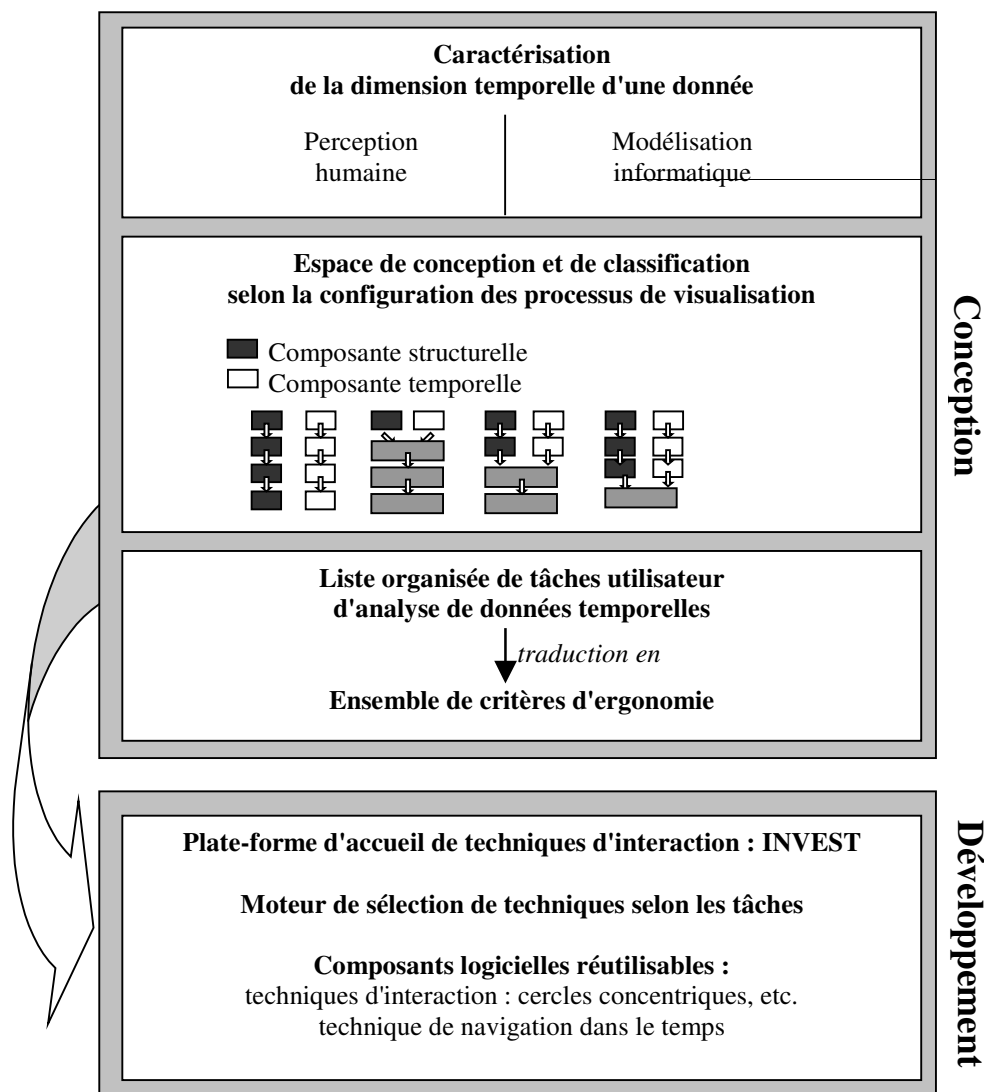 Caractérisation
de la dimension temporelle d'une donnée
Perception
humaine
Modélisation
informatique
Espace de conception et de classification
selon la configuration des processus de visualisation
Composante structurelle
Composante temporelle
Liste organisée de tâches utilisateur
d'analyse de données temporelles
traduction en
Ensemble de critères d'ergonomie
Conception
Plate-forme d'accueil de techniques d'interaction : INVEST
Moteur de sélection de techniques selon les tâches
Composants logicielles réutilisables :
techniques d'interaction : cercles concentriques, etc.
technique de navigation dans le temps
Développement